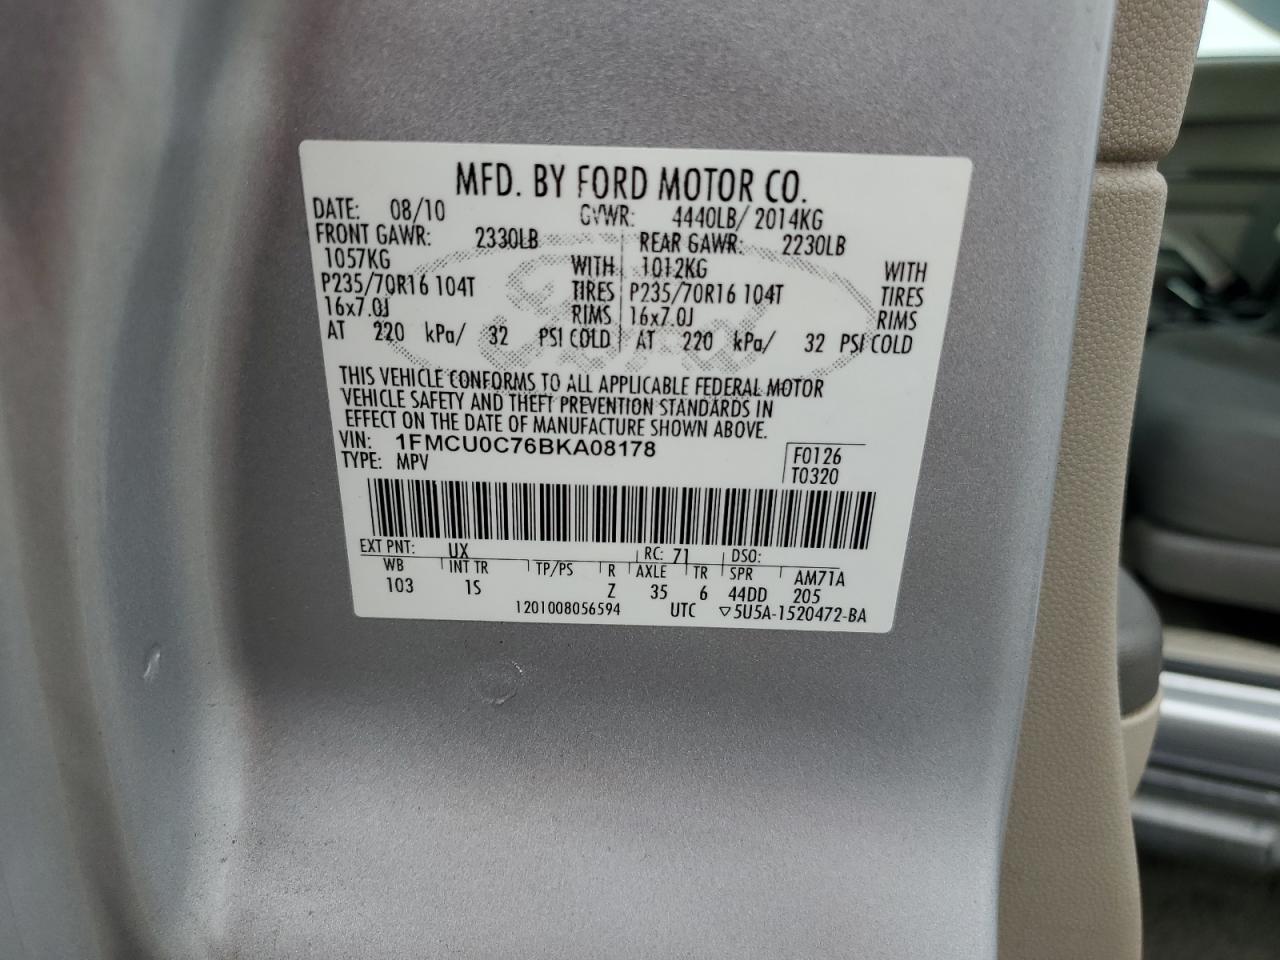 MFD. BY FORD MOTOR CO.
DATE: 08/10 GVWR: 4440LB/ 2014KG
FRONT GAWR: 2330LB REAR GAWR: 2230LB
1057KG WITH 1012KG WITH
P235/70R16 104T TIRES P235/70R16 104T TIRES
16x7.0J RIMS 16x7.0J RIMS
AT 220 kPa/ 32 PSI COLD AT 220 kPa/ 32 PSI COLD
Ford
THIS VEHICLE CONFORMS TO ALL APPLICABLE FEDERAL MOTOR
VEHICLE SAFETY AND THEFT PREVENTION STANDARDS IN
EFFECT ON THE DATE OF MANUFACTURE SHOWN ABOVE.
VIN: 1FMCU0C76BKA08178
TYPE: MPV
F0126
T0320
EXT PNT: UX RC: 71 DSO:
WB INT TR TP/PS R AXLE TR SPR AM71A
103 1S Z 35 6 44DD 205
1201008056594 UTC ▽5U5A-1520472-BA